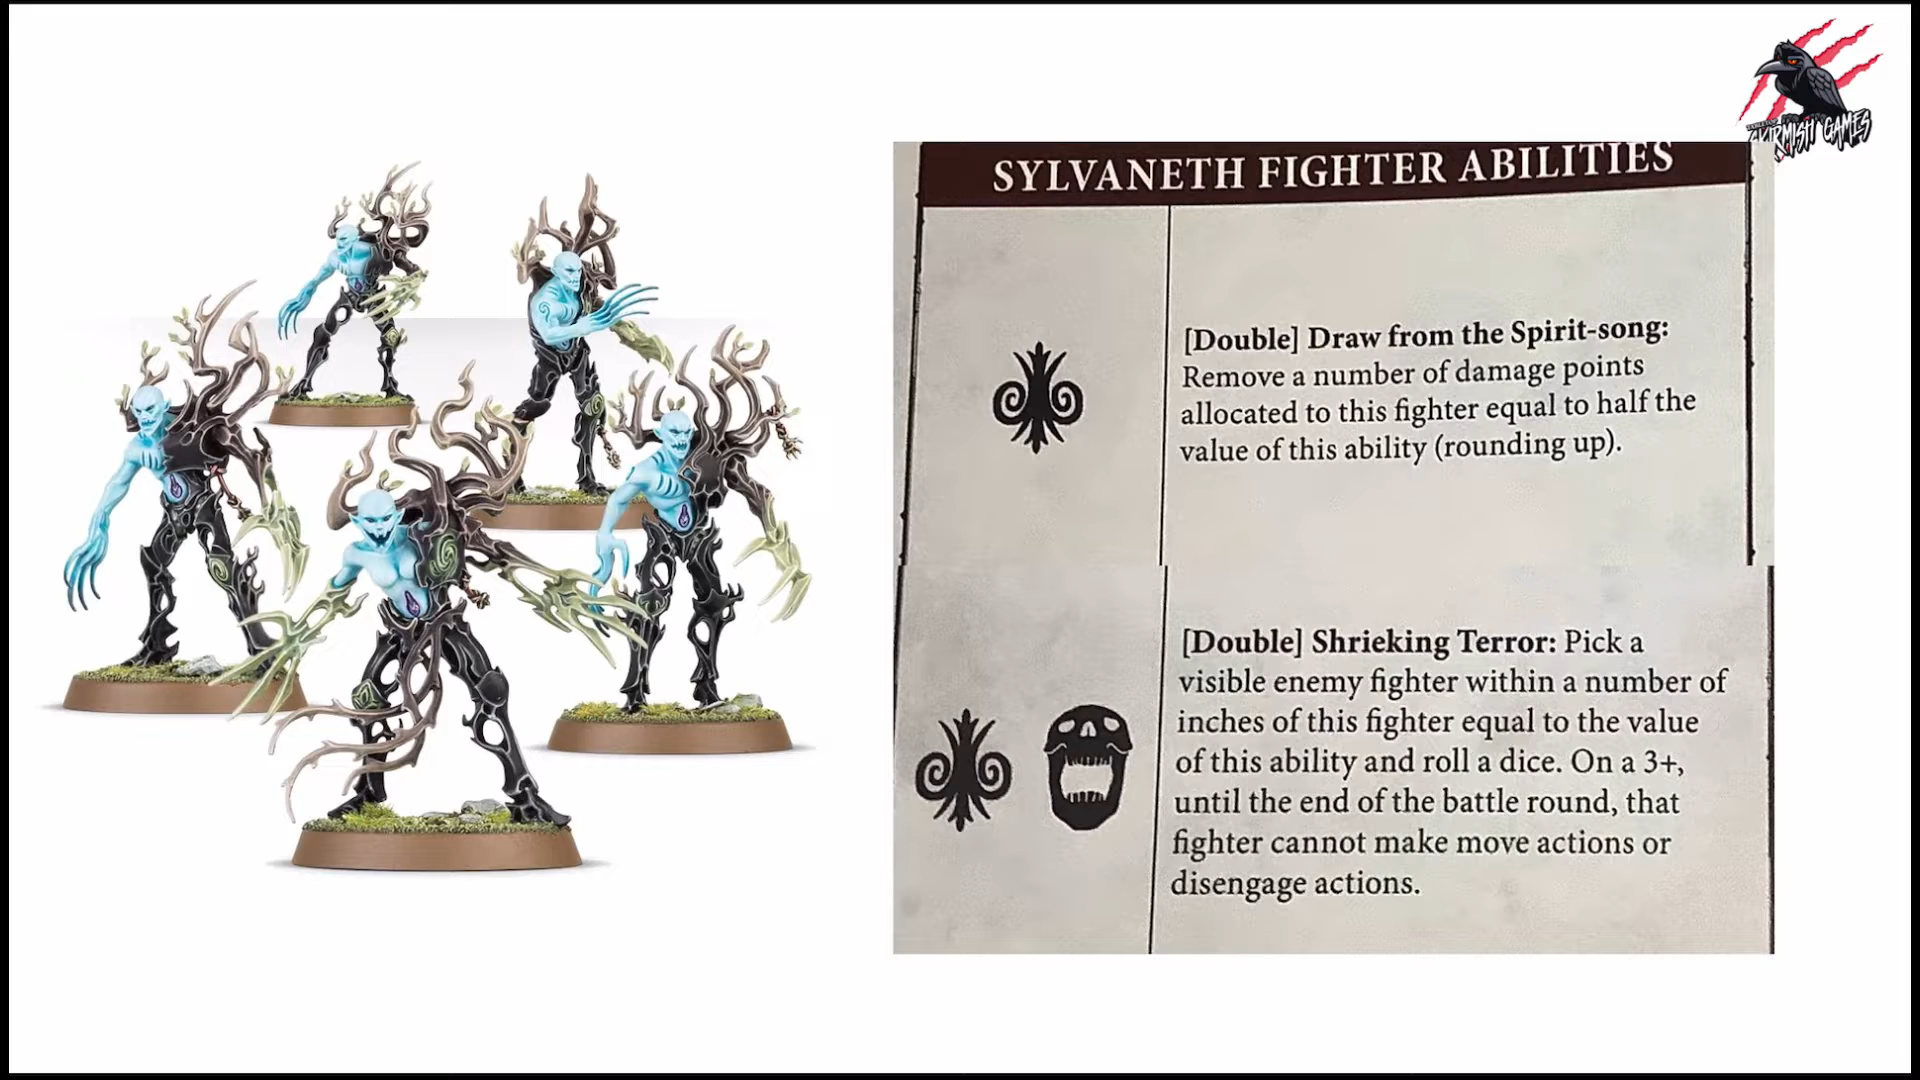 SKIRMISH GAMES
SYLVANETH FIGHTER ABILITIES
[Double] Draw from the Spirit-song:
Remove a number of damage points
allocated to this fighter equal to half the
value of this ability (rounding up).
[Double] Shrieking Terror: Pick a
visible enemy fighter within a number of
inches of this fighter equal to the value
of this ability and roll a dice. On a 3+,
until the end of the battle round, that
fighter cannot make move actions or
disengage actions.